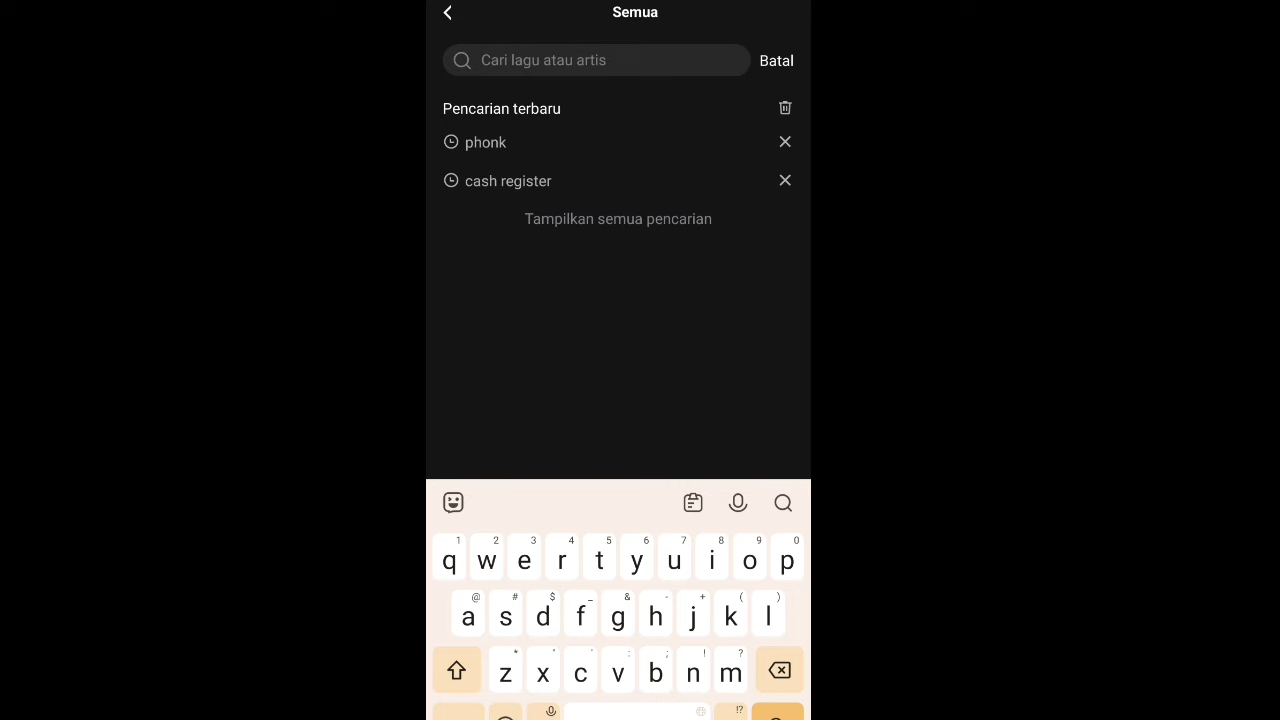 Semua
Cari lagu atau artis
Batal
Pencarian terbaru
phonk
cash register
Tampilkan semua pencarian
1 2 3 4 5 6 7 8 9 0
q w e r t y u i o p
@ # $ _ & - + ( )
a s d f g h j k l
* " ' : ; ! ?
z x c v b n m
!?